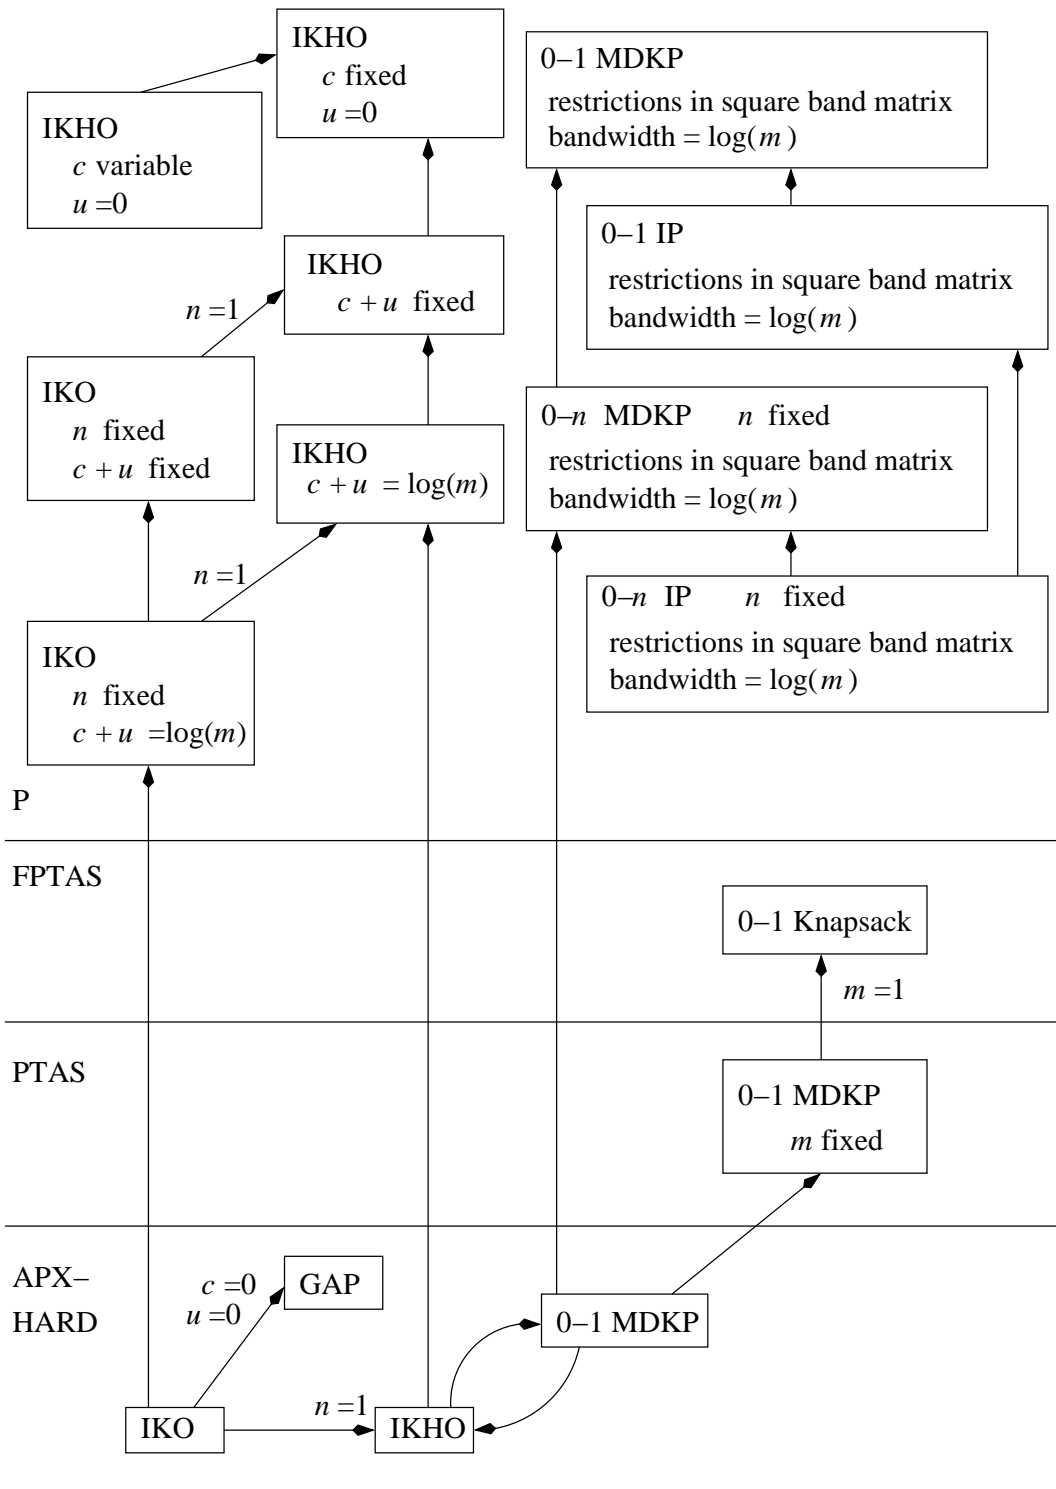 IKHO
c fixed
u =0
IKHO
c variable
u =0
0–1 MDKP
restrictions in square band matrix
bandwidth = log(m )
0–1 IP
restrictions in square band matrix
bandwidth = log(m )
IKHO
c + u fixed
n =1
IKO
n fixed
c + u fixed
IKHO
c + u = log(m )
0–n MDKP n fixed
restrictions in square band matrix
bandwidth = log(m )
n =1
0–n IP n fixed
restrictions in square band matrix
bandwidth = log(m )
IKO
n fixed
c + u =log(m)
P
FPTAS
0–1 Knapsack
m =1
PTAS
0–1 MDKP
m fixed
APX–
HARD
c =0
u =0
GAP
0–1 MDKP
n =1
IKO
IKHO